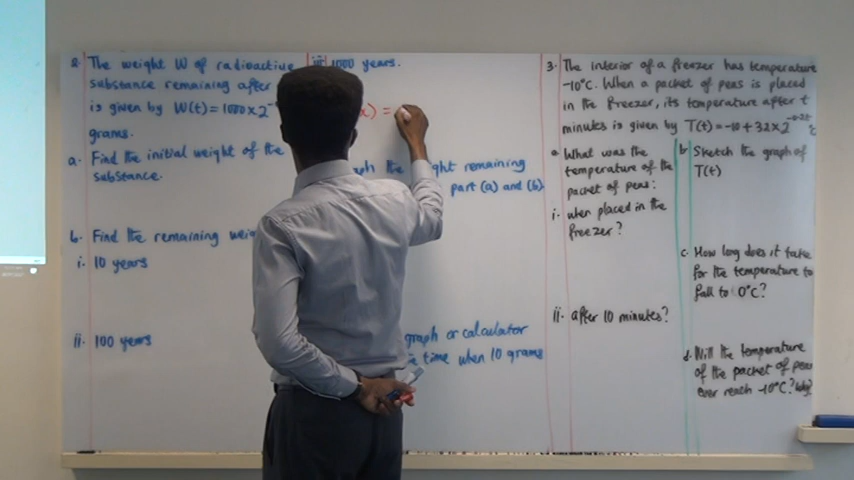 2. The weight W of radioactive
substance remaining after
is given by W(t) = 1000 x 2
grams.
a. Find the initial weight of the
substance.
b. Find the remaining
i. 10 years
ii. 100 years
iii. 1000 years.
x) =
the weight remaining
part (a) and (b).
graph or calculator
time when 10 grams
3. The interior of a freezer has temperature
-10°C. When a packet of peas is placed
in the freezer, its temperature after t
minutes is given by T(t) = -10 + 32 x 2^-0.2t °C
a. What was the
temperature of the
packet of peas:
i. when placed in the
freezer?
ii. after 10 minutes?
b. Sketch the graph of
T(t)
c. How long does it take
for the temperature to
fall to 0°C?
d. Will the temperature
of the packet of peas
ever reach -10°C? Why?